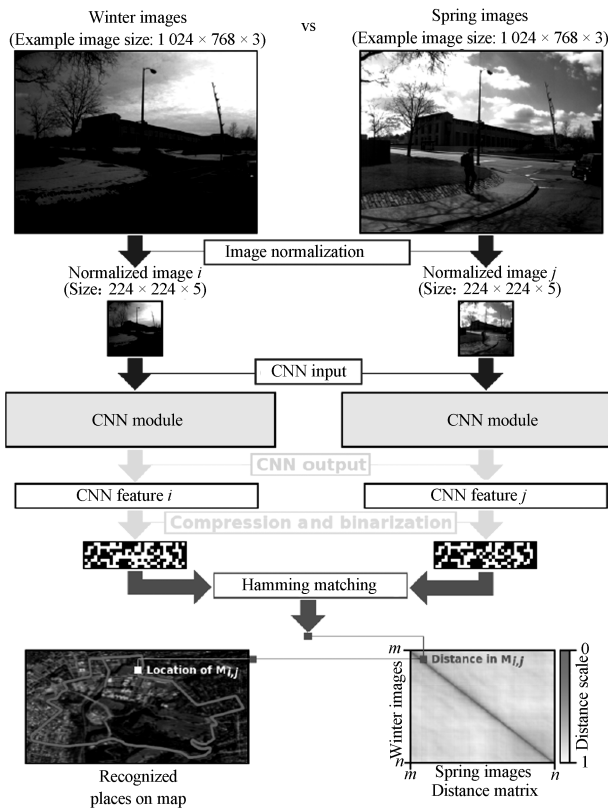 Winter images
(Example image size: 1 024 × 768 × 3)
vs
Spring images
(Example image size: 1 024 × 768 × 3)
Image normalization
Normalized image i
(Size: 224 × 224 × 5)
Normalized image j
(Size: 224 × 224 × 5)
CNN input
CNN module
CNN module
CNN output
CNN feature i
CNN feature j
Compression and binarization
Hamming matching
Location of Mi,j
Recognized
places on map
m
Distance in Mi,j
Winter images
n
m
n
Spring images
Distance matrix
0
Distance scale
1